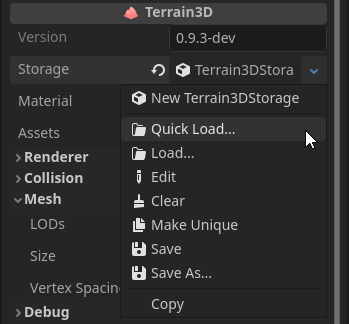 Terrain3D
Version 0.9.3-dev
Storage Terrain3DStora
New Terrain3DStorage
Material
Quick Load...
Assets
Load...
Renderer
Edit
Collision
Clear
Mesh
Make Unique
LODs
Save
Size
Save As...
Vertex Spacin
Copy
Debug